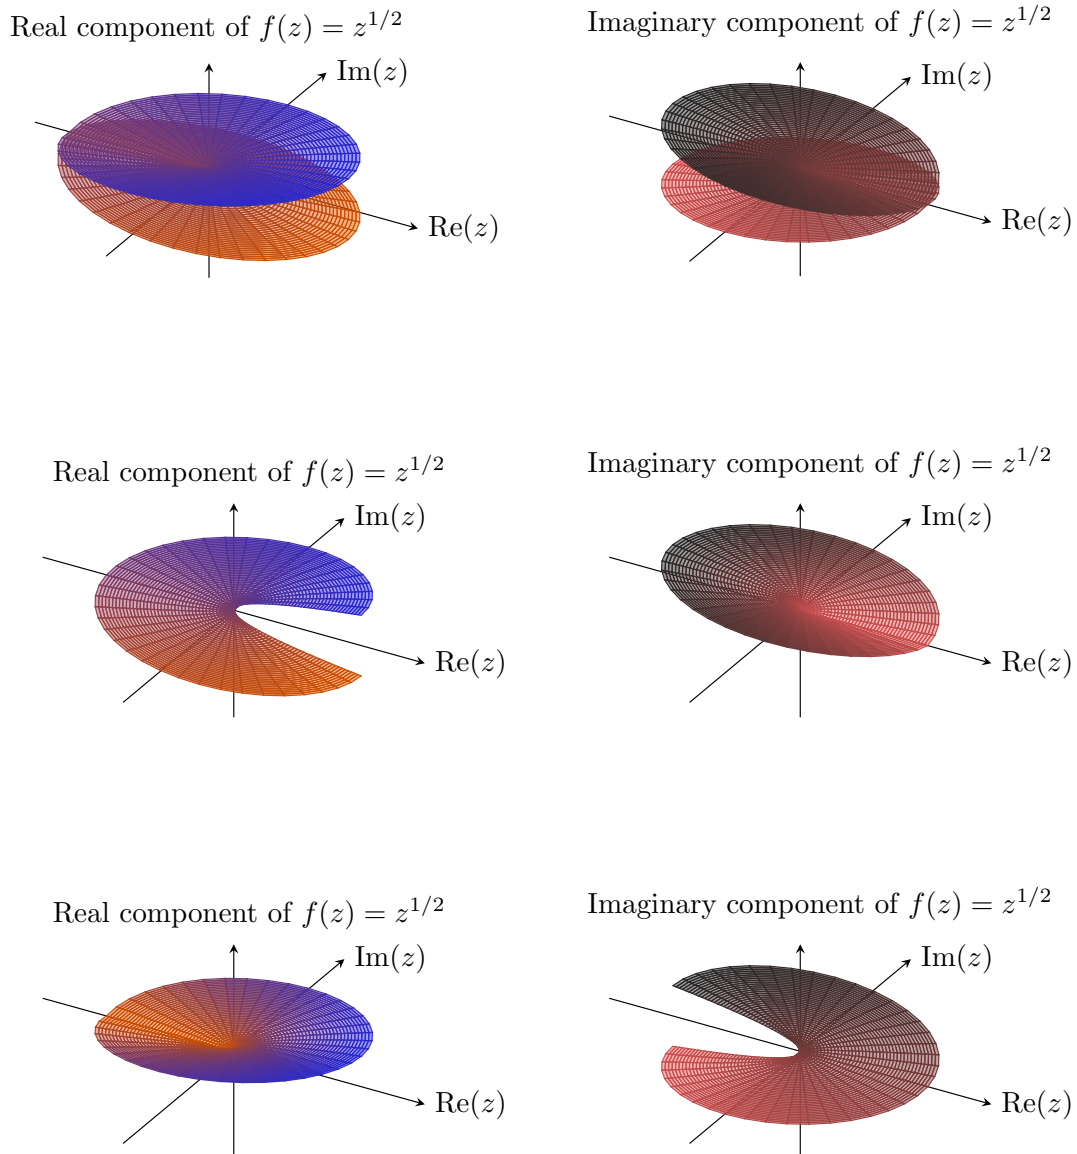 Real component of f(z) = z^{1/2}
Imaginary component of f(z) = z^{1/2}
Im(z)
Im(z)
Re(z)
Re(z)
Real component of f(z) = z^{1/2}
Imaginary component of f(z) = z^{1/2}
Im(z)
Im(z)
Re(z)
Re(z)
Real component of f(z) = z^{1/2}
Imaginary component of f(z) = z^{1/2}
Im(z)
Im(z)
Re(z)
Re(z)